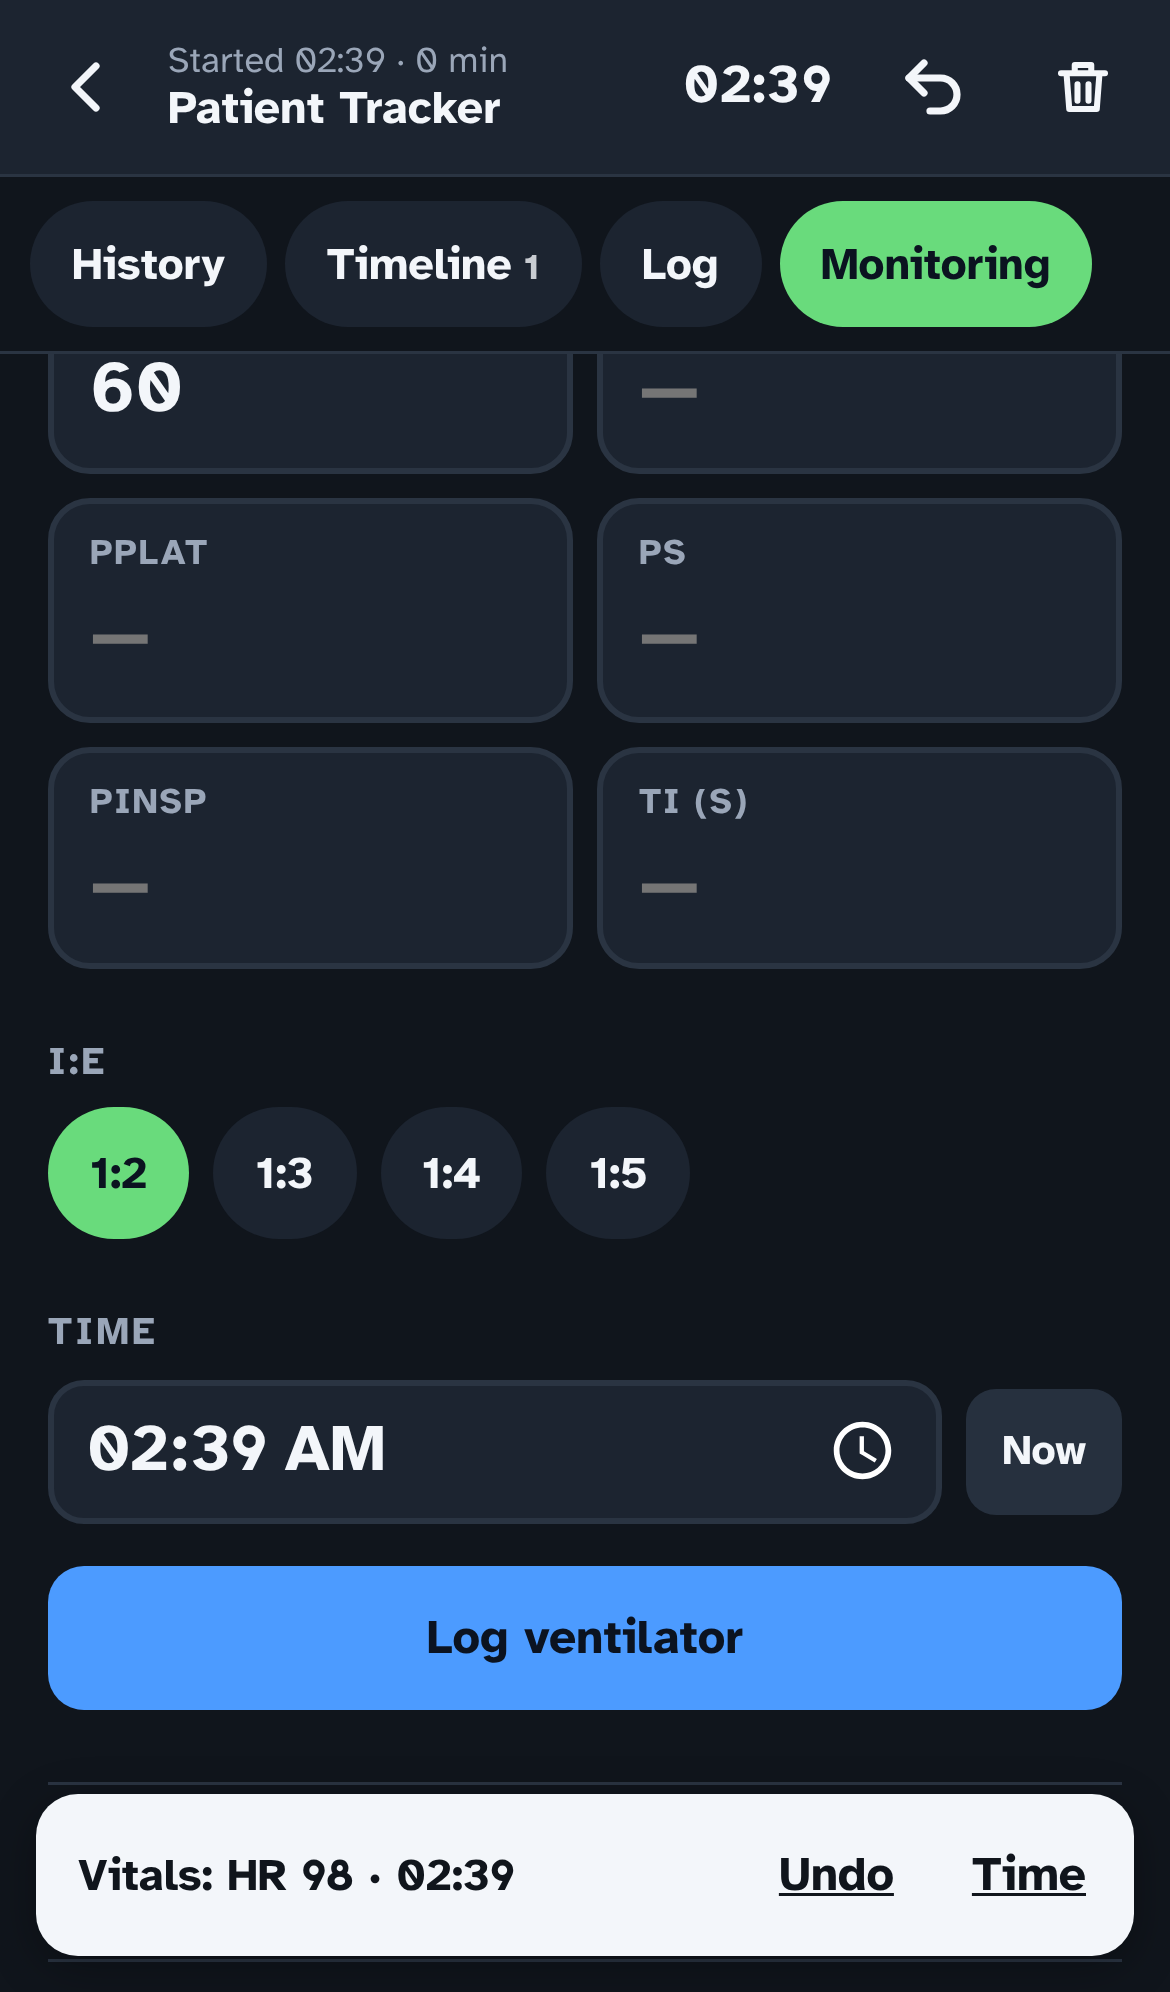 Started 02:39 · 0 min
Patient Tracker
02:39
History
Timeline 1
Log
Monitoring
60
—
PPLAT
—
PS
—
PINSP
—
TI (S)
—
I:E
1:2
1:3
1:4
1:5
TIME
02:39 AM
Now
Log ventilator
Vitals: HR 98 · 02:39
Undo
Time